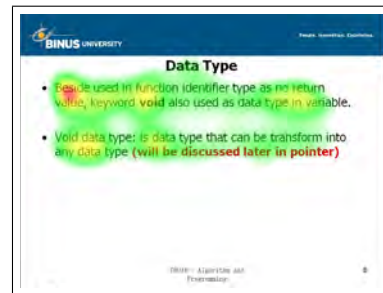 BINUS UNIVERSITY
People, Innovation, Excellence
Data Type
• Beside used in function identifier type as no return
value, keyword void also used as data type in variable.
• Void data type: is data type that can be transform into
any data type (will be discussed later in pointer)
Algorithm and
Programming
8